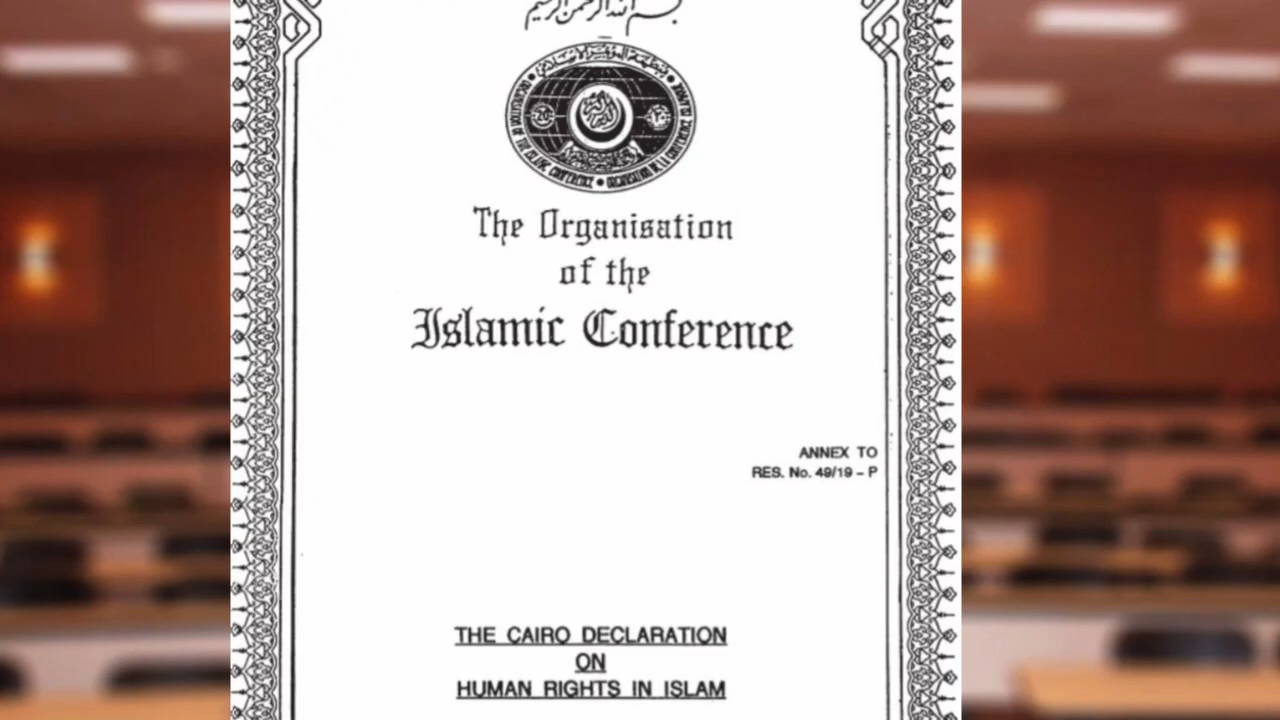 بسم الله الرحمن الرحيم
The Organisation
of the
Islamic Conference
ANNEX TO
RES. No. 49/19 - P
THE CAIRO DECLARATION
ON
HUMAN RIGHTS IN ISLAM